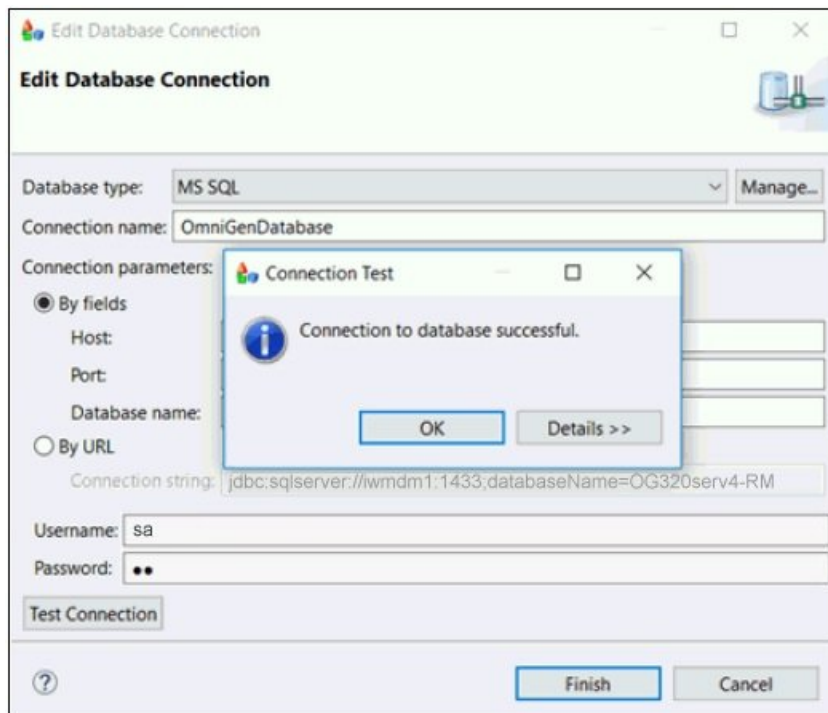 Edit Database Connection
Edit Database Connection
Database type: MS SQL Manage...
Connection name: OmniGenDatabase
Connection parameters:
By fields
Host:
Port:
Database name:
By URL
Connection string: jdbc:sqlserver://iwmdm1:1433;databaseName=OG320serv4-RM
Connection Test
Connection to database successful.
OK Details >>
Username: sa
Password: ●●
Test Connection
? Finish Cancel